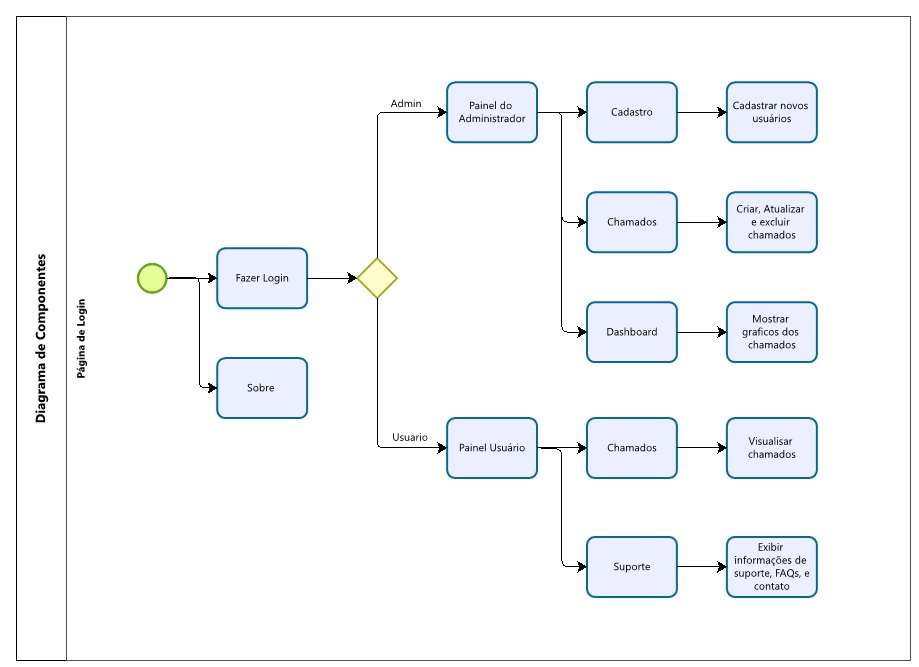 Diagrama de Componentes
Página de Login
Fazer Login
Sobre
Admin
Usuario
Painel do
Administrador
Cadastro
Cadastrar novos
usuários
Chamados
Criar, Atualizar
e excluir
chamados
Dashboard
Mostrar
graficos dos
chamados
Painel Usuário
Chamados
Visualisar
chamados
Suporte
Exibir
informações de
suporte, FAQs, e
contato